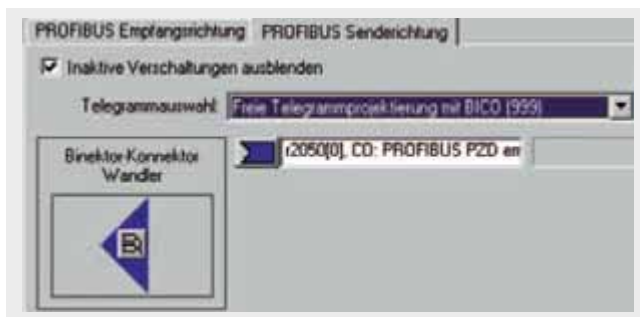 PROFIBUS Empfangsrichtung PROFIBUS Senderichtung
Inaktive Verschaltungen ausblenden
Telegrammauswahl: Freie Telegrammprojektierung mit BICO (999)
Binektor-Konnektor
Wandler
r2050[0], CO: PROFIBUS PZD em